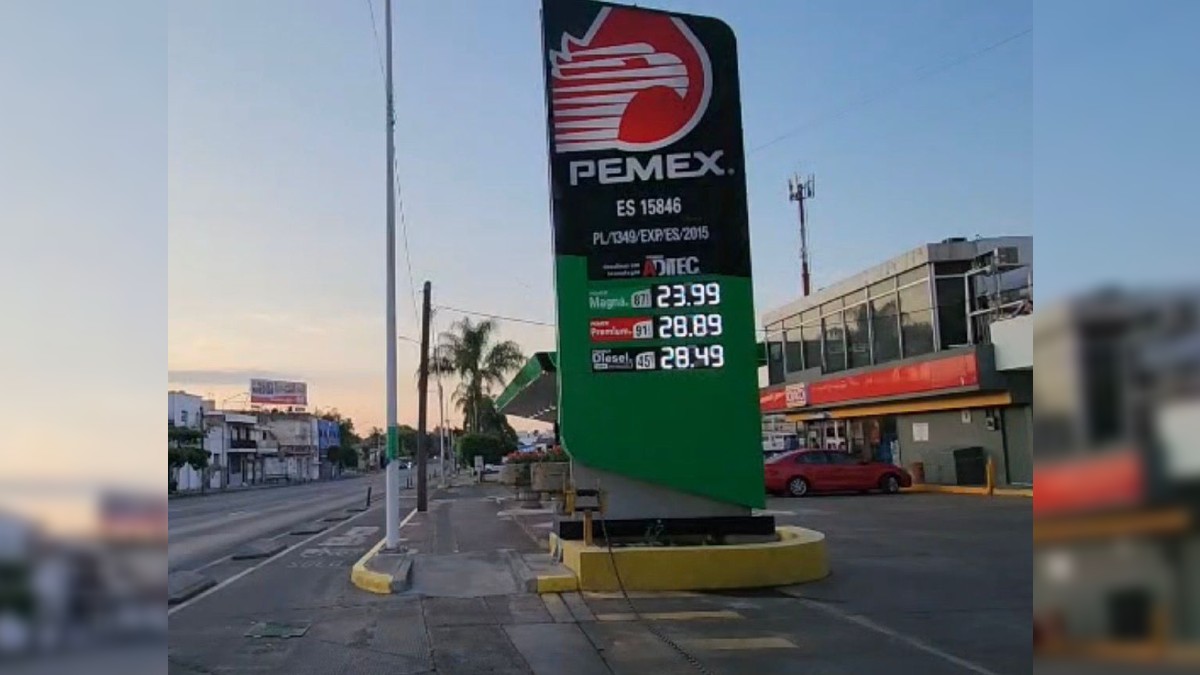 PEMEX®
ES 15846
PL/1349/EXP/ES/2015
ADITEC
Magna 87 23.99
Premium 91 28.89
Diesel 45 28.49
OXXO